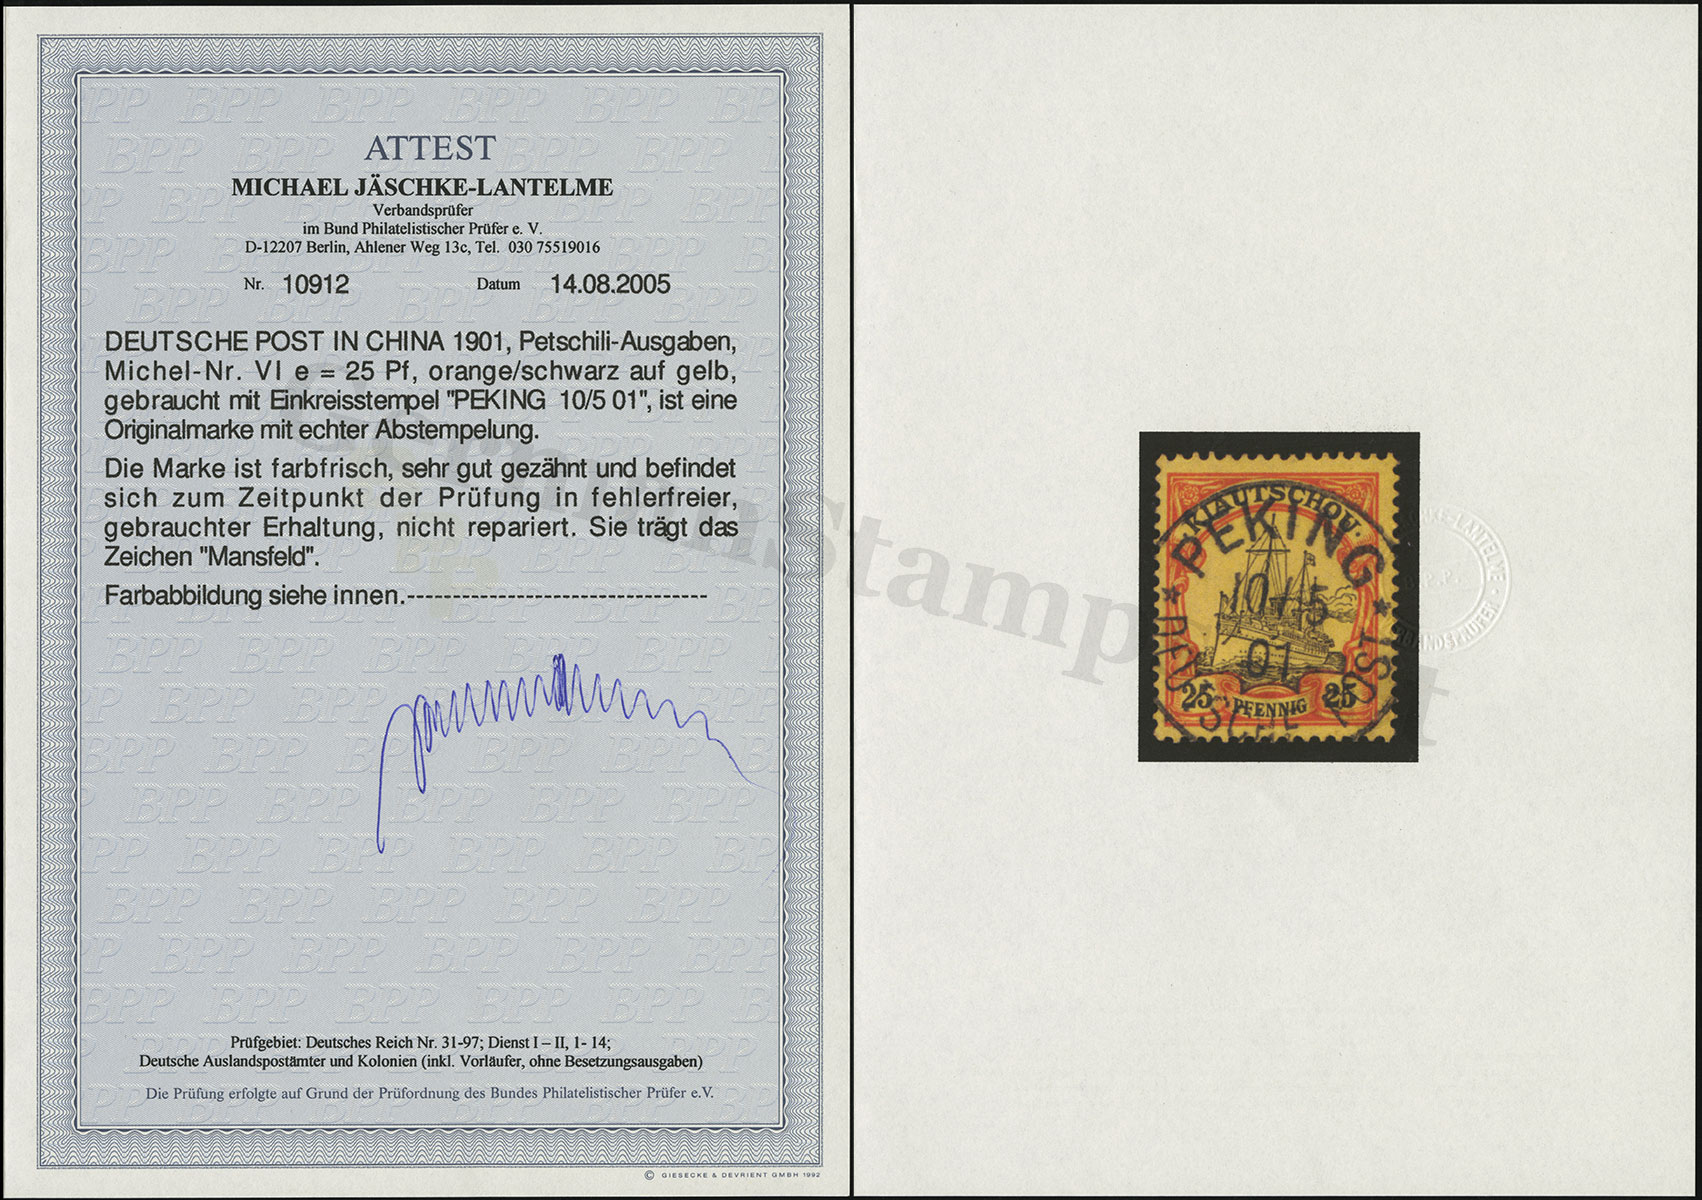 ATTEST
MICHAEL JÄSCHKE-LANTELME
Verbandsprüfer
im Bund Philatelistischer Prüfer e. V.
D-12207 Berlin, Ahlener Weg 13c, Tel. 030 75519016
Nr. 10912 Datum 14.08.2005
DEUTSCHE POST IN CHINA 1901, Petschili-Ausgaben,
Michel-Nr. VI e = 25 Pf, orange/schwarz auf gelb,
gebraucht mit Einkreisstempel "PEKING 10/5 01", ist eine
Originalmarke mit echter Abstempelung.
Die Marke ist farbfrisch, sehr gut gezähnt und befindet
sich zum Zeitpunkt der Prüfung in fehlerfreier,
gebrauchter Erhaltung, nicht repariert. Sie trägt das
Zeichen "Mansfeld".
Farbabbildung siehe innen.---------------------------------
Prüfgebiet: Deutsches Reich Nr. 31-97; Dienst I – II, 1- 14;
Deutsche Auslandspostämter und Kolonien (inkl. Vorläufer, ohne Besetzungsausgaben)
Die Prüfung erfolgte auf Grund der Prüfordnung des Bundes Philatelistischer Prüfer e.V.
© GIESECKE & DEVRIENT GMBH 1992
KIAUTSCHOU
PEKING
10/5
01
25 PFENNIG 25